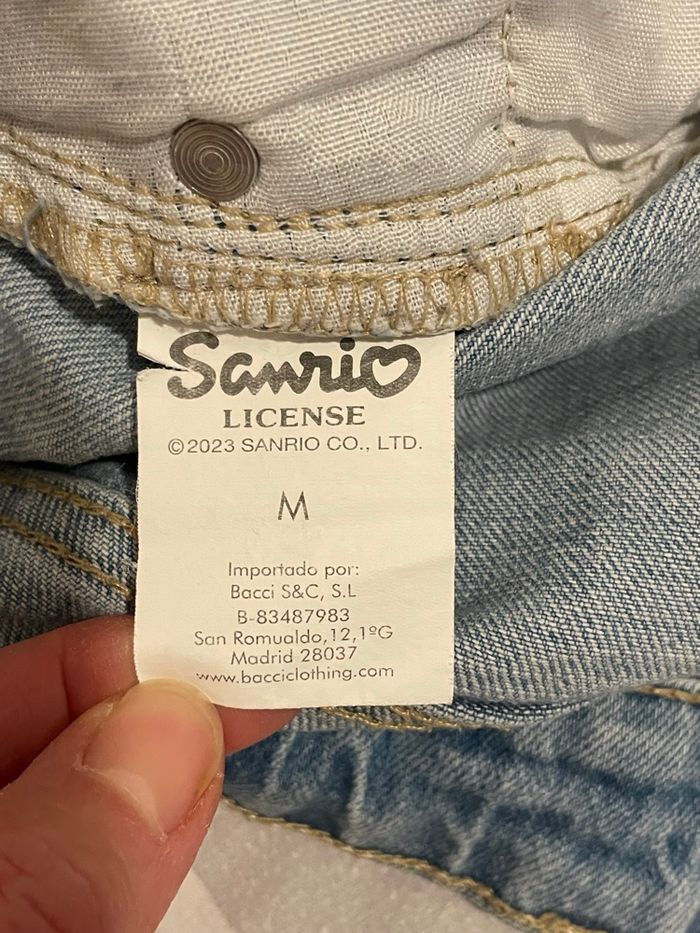 Sanrio
LICENSE
©2023 SANRIO CO., LTD.
M
Importado por:
Bacci S&C, S.L
B-83487983
San Romualdo,12,1ºG
Madrid 28037
www.bacciclothing.com